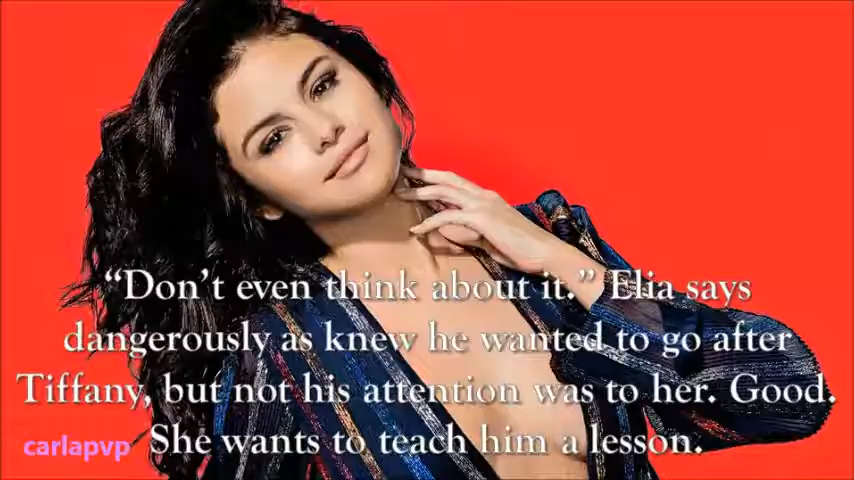 “Don’t even think about it.” Elia says
dangerously as knew he wanted to go after
Tiffany, but not his attention was to her. Good.
She wants to teach him a lesson.
carlapvp